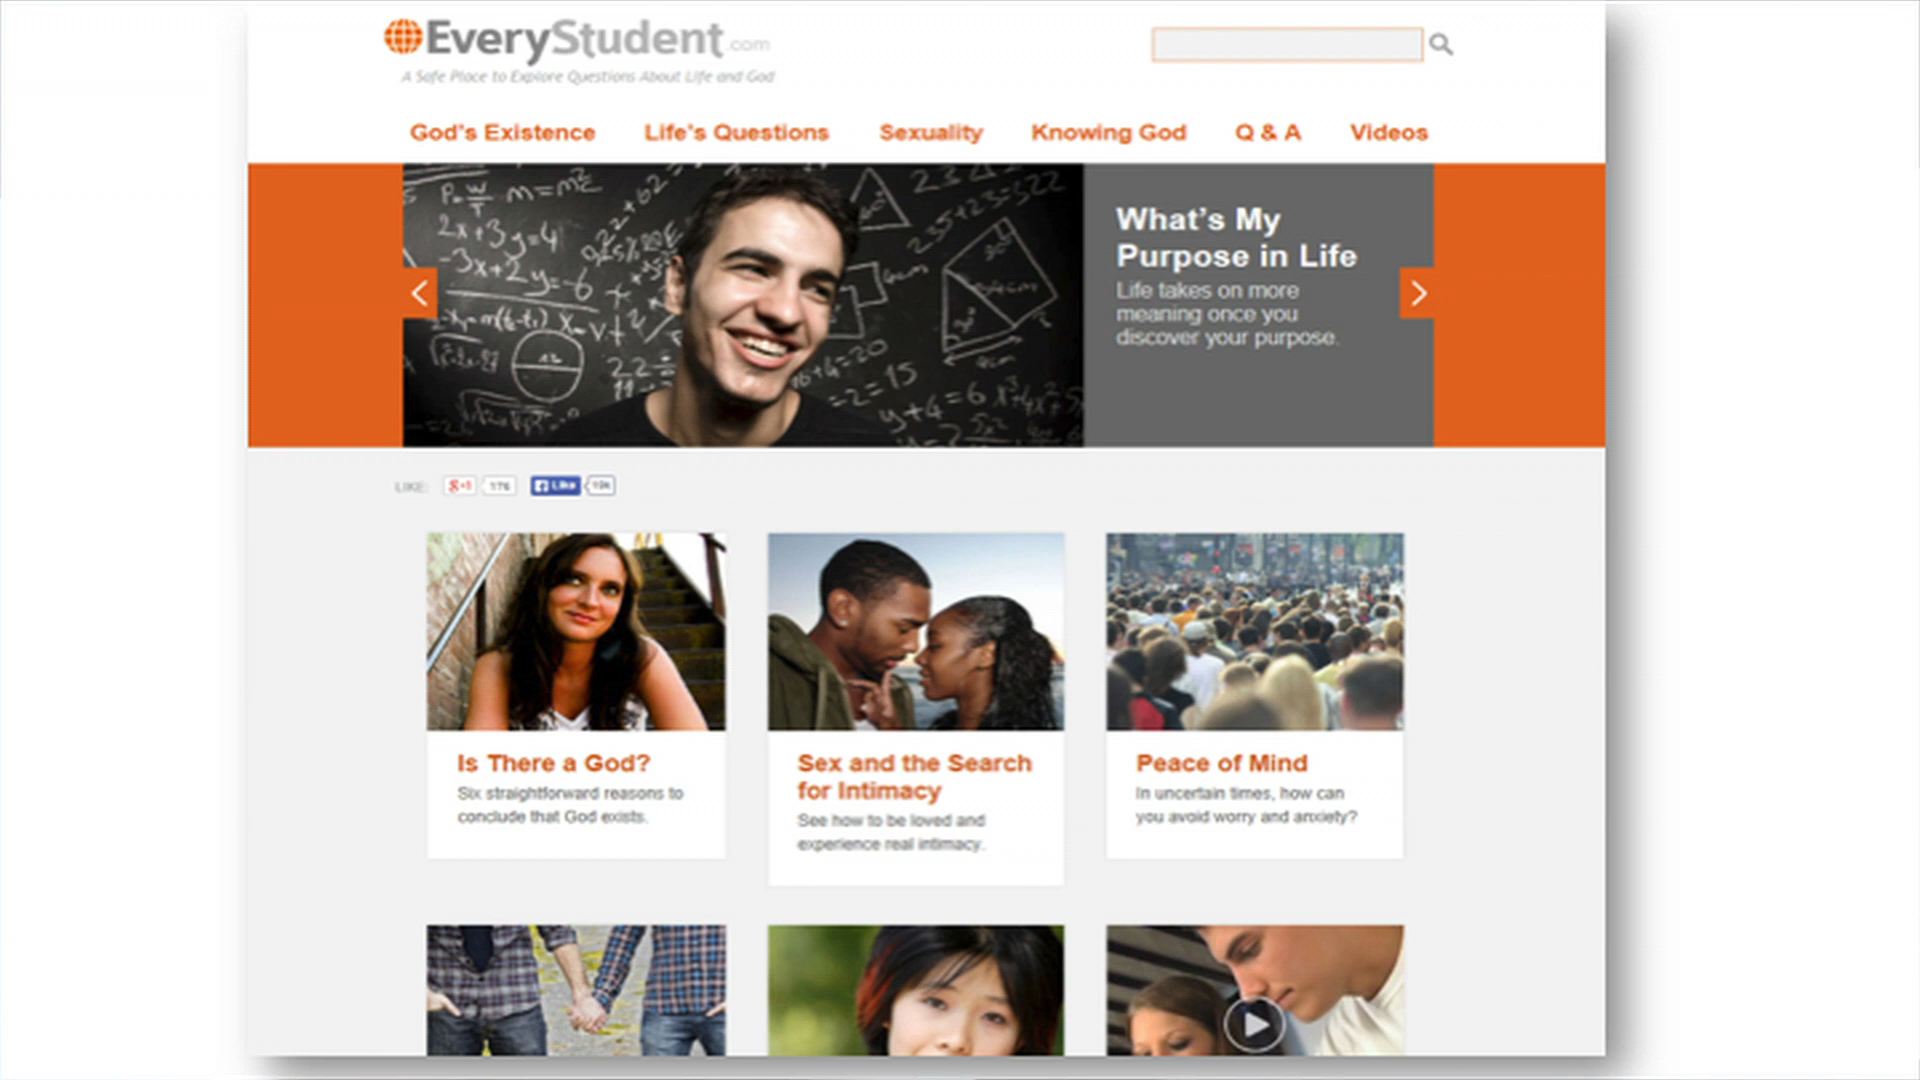 EveryStudent.com
A Safe Place to Explore Questions About Life and God
God's Existence Life's Questions Sexuality Knowing God Q & A Videos
What's My
Purpose in Life
Life takes on more
meaning once you
discover your purpose.
LIKE: g+1 176 Like 19k
Is There a God?
Six straightforward reasons to
conclude that God exists.
Sex and the Search
for Intimacy
See how to be loved and
experience real intimacy.
Peace of Mind
In uncertain times, how can
you avoid worry and anxiety?